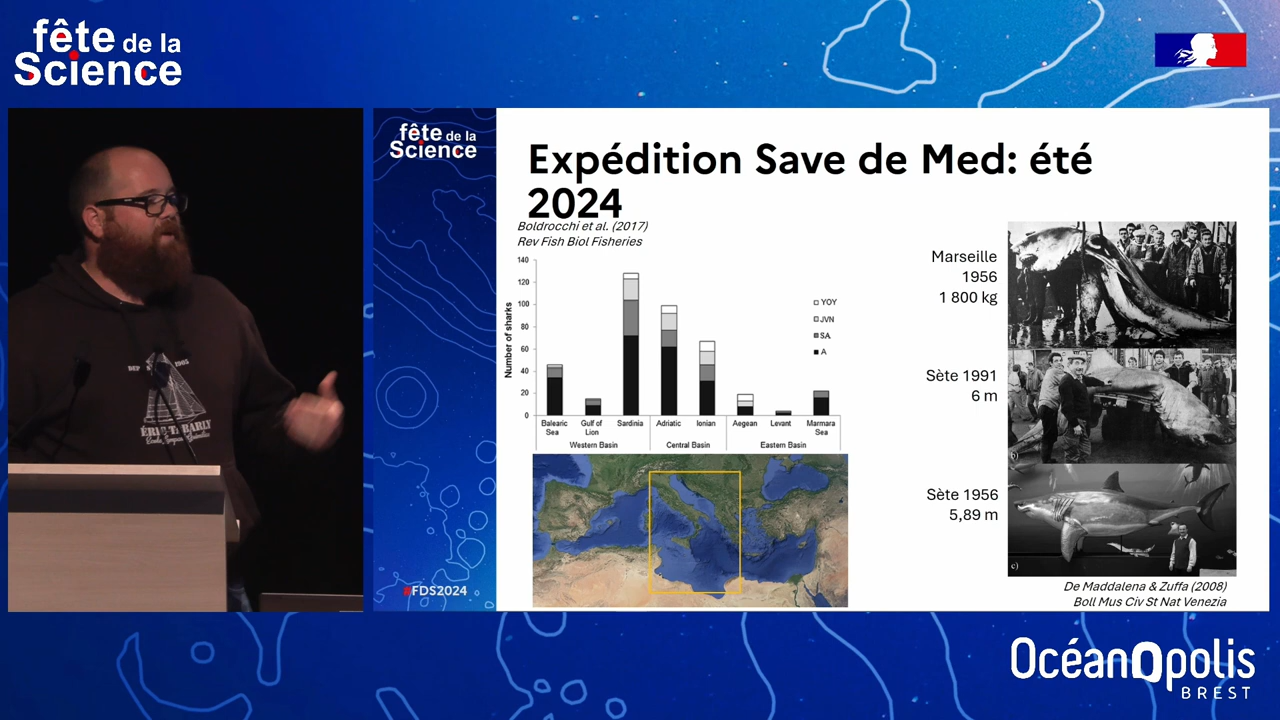 fête de la
Science
fête de la
Science
Expédition Save de Med: été
2024
Boldrocchi et al. (2017)
Rev Fish Biol Fisheries
140
120
100
80
60
40
20
0
Number of sharks
YOY
JVN
SA
A
Balearic Sea
Gulf of Lion
Sardinia
Adriatic
Ionian
Aegean
Levant
Marmara Sea
Western Basin
Central Basin
Eastern Basin
Marseille
1956
1 800 kg
Sète 1991
6 m
Sète 1956
5,89 m
b)
c)
De Maddalena & Zuffa (2008)
Boll Mus Civ St Nat Venezia
#FDS2024
1985
OcéanOpolis
BREST